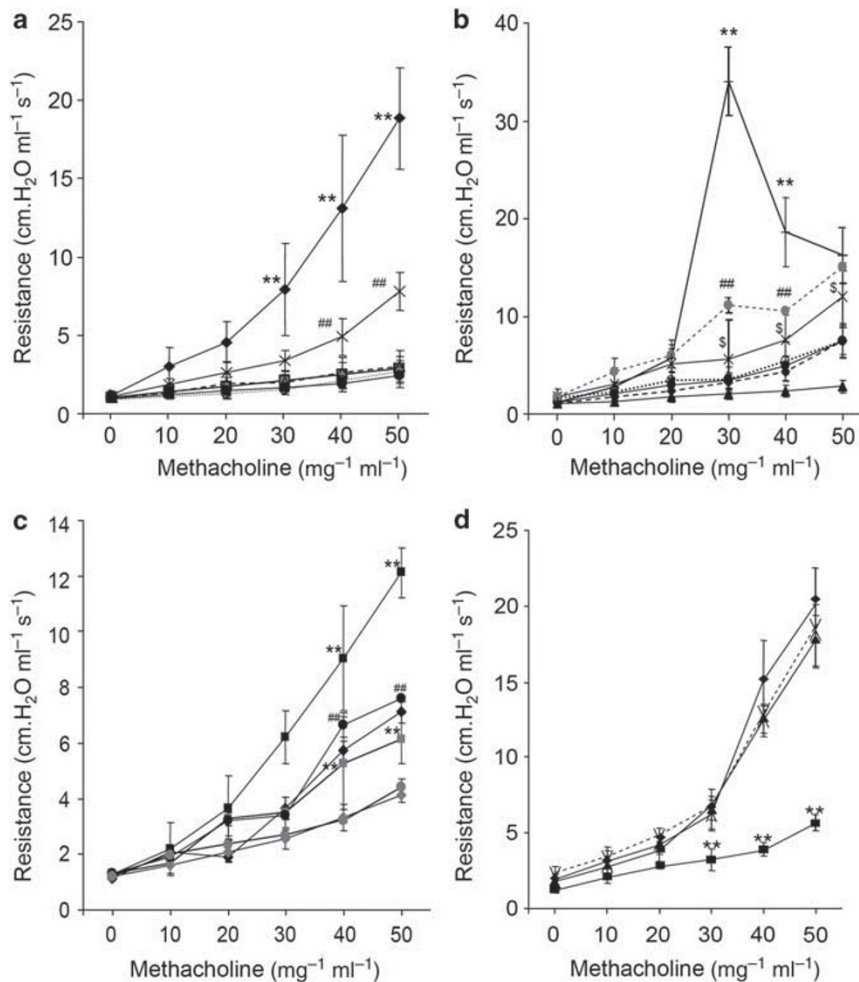 a
25
20
15
10
5
0
Resistance (cm.H₂O ml⁻¹ s⁻¹)
**
**
**
##
##
0 10 20 30 40 50
Methacholine (mg⁻¹ ml⁻¹)
b
40
30
20
10
0
Resistance (cm.H₂O ml⁻¹ s⁻¹)
**
**
##
##
$
$
$
0 10 20 30 40 50
Methacholine (mg⁻¹ ml⁻¹)
c
14
12
10
8
6
4
2
0
Resistance (cm.H₂O ml⁻¹ s⁻¹)
**
**
##
##
**
**
0 10 20 30 40 50
Methacholine (mg⁻¹ ml⁻¹)
d
25
20
15
10
5
0
Resistance (cm.H₂O ml⁻¹ s⁻¹)
**
**
**
0 10 20 30 40 50
Methacholine (mg⁻¹ ml⁻¹)